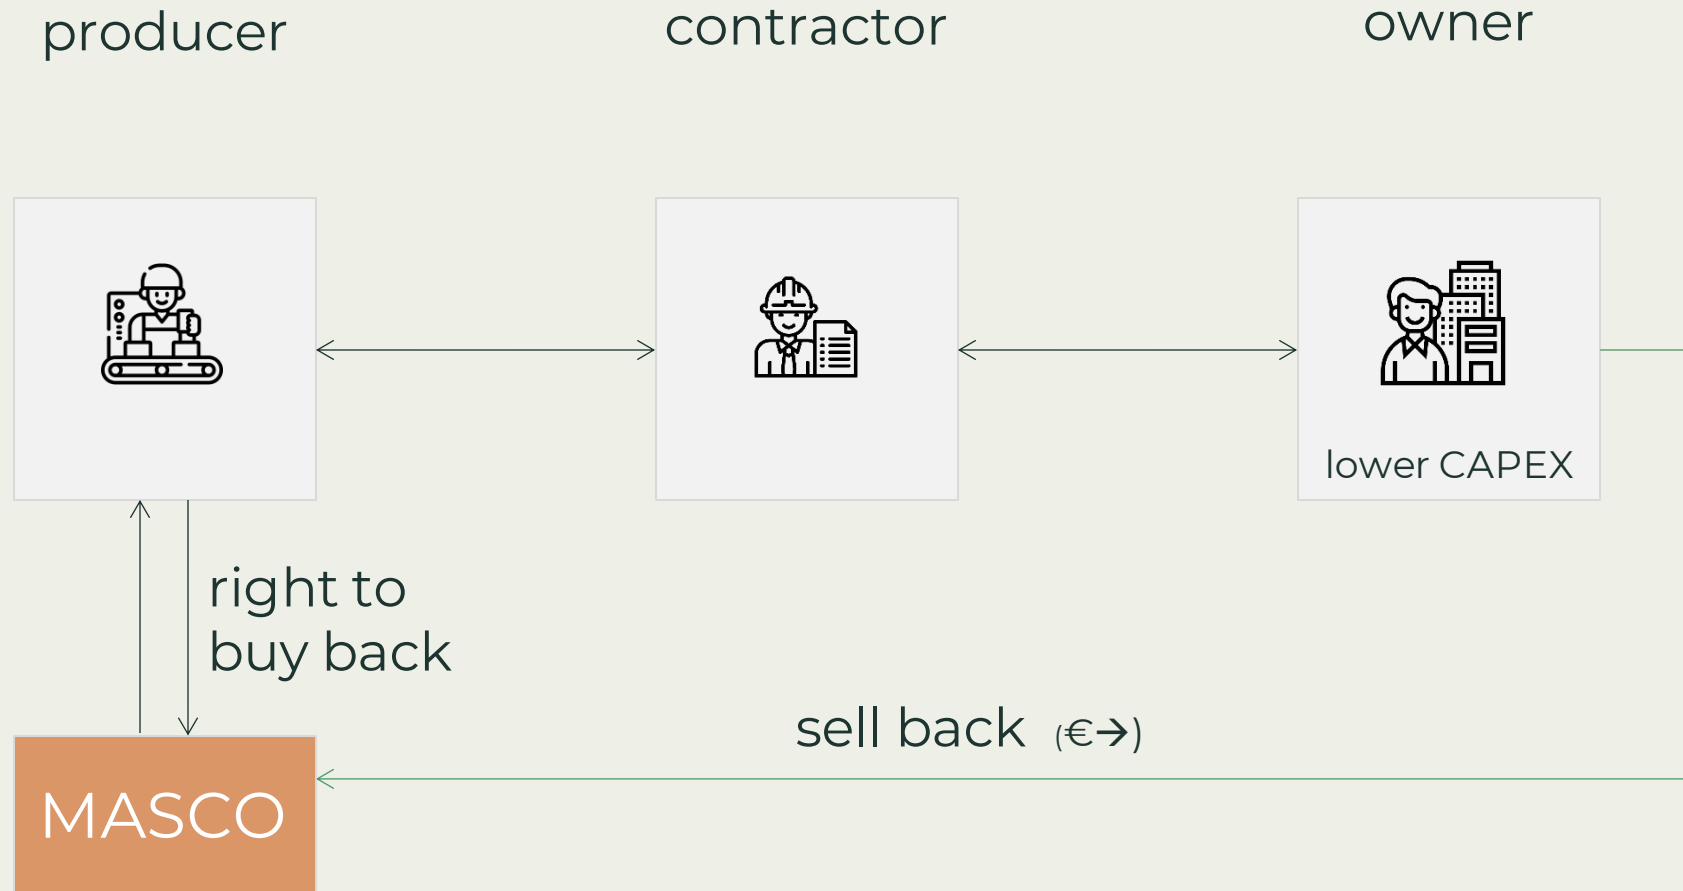 producer
contractor
owner
lower CAPEX
right to
buy back
sell back (€→)
MASCO